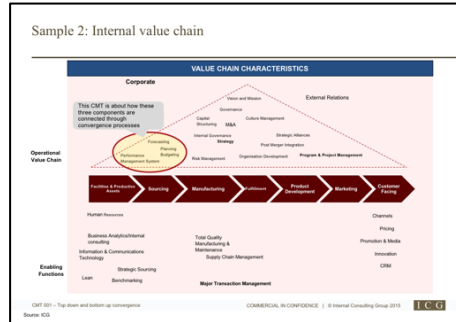 Sample 2: Internal value chain
VALUE CHAIN CHARACTERISTICS
Corporate
This CMT is about how these
three components are
connected through
convergence processes
Vision and Mission
External Relations
Governance
Capital
Structuring
M&A
Culture Management
Forecasting
Planning
Budgeting
Performance
Management System
Internal Governance
Strategy
Strategic Alliances
Post Merger Integration
Risk Management
Organisation Development
Program & Project Management
Operational
Value Chain
Facilities & Productive
Assets
Sourcing
Manufacturing
Fulfillment
Product
Development
Marketing
Customer
Facing
Human Resources
Business Analytics/Internal
consulting
Information & Communications
Technology
Strategic Sourcing
Lean
Benchmarking
Total Quality
Manufacturing &
Maintenance
Supply Chain Management
Major Transaction Management
Channels
Pricing
Promotion & Media
Innovation
CRM
Enabling
Functions
CMT 501 – Top down and bottom up convergence
COMMERCIAL IN CONFIDENCE | © Internal Consulting Group 2015
ICG
Source: ICG